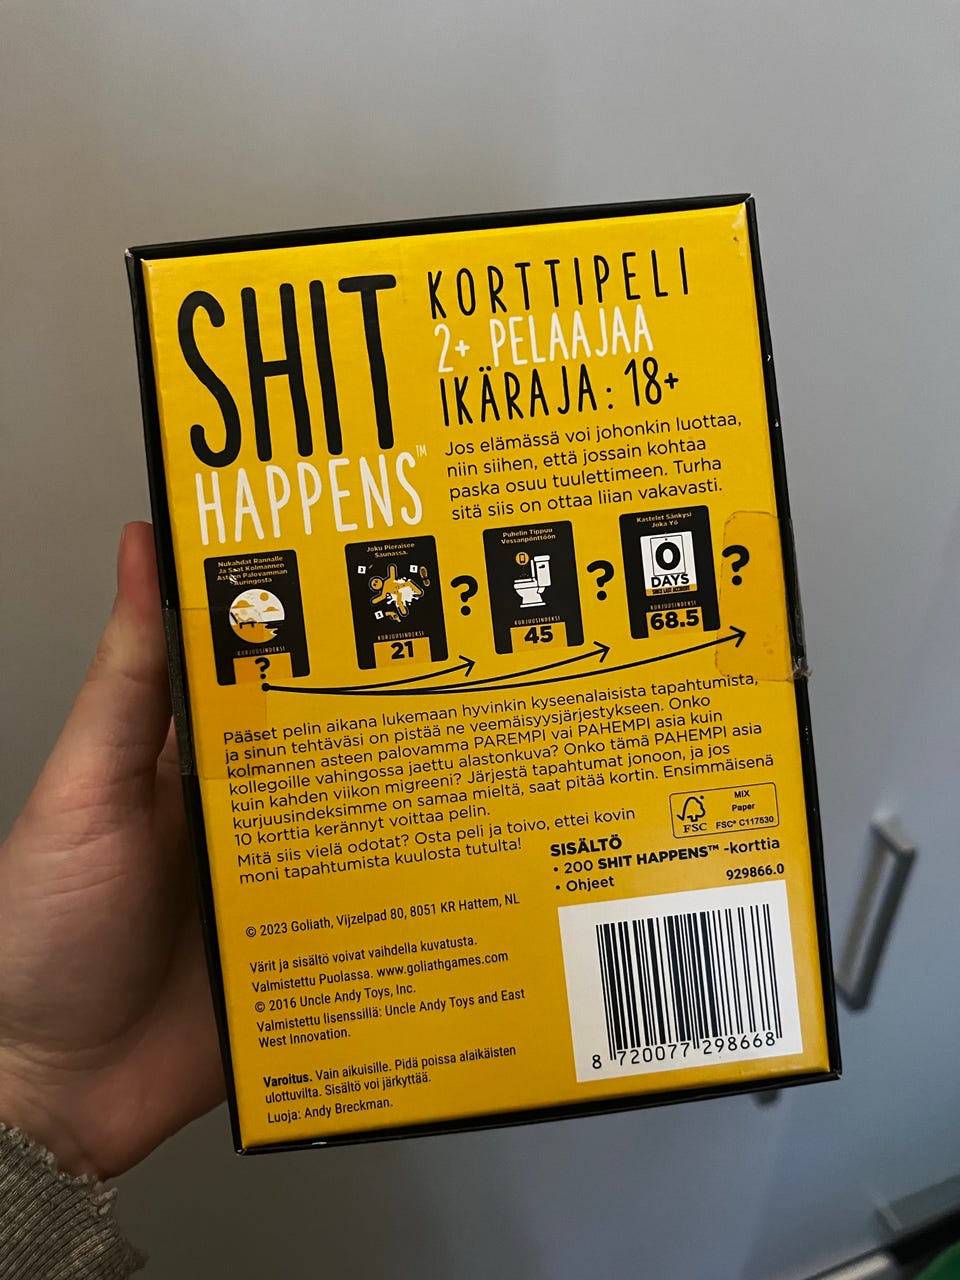 SHIT
HAPPENS™
KORTTIPELI
2+ PELAAJAA
IKÄRAJA: 18+
Jos elämässä voi johonkin luottaa,
niin siihen, että jossain kohtaa
paska osuu tuulettimeen. Turha
sitä siis on ottaa liian vakavasti.
Nukahdat Rannalle
Ja Saat Kolmannen
Asteen Palovamman
Auringosta
KURJUUSINDEKSI
?
Joku Pieraisee
Saunassa.
KURJUUSINDEKSI
21
?
Puhelin Tippuu
Vessanpönttöön
KURJUUSINDEKSI
45
?
Kastelet Sänkysi
Joka Yö
0
DAYS
SINCE LAST ACCIDENT
KURJUUSINDEKSI
68.5
?
Pääset pelin aikana lukemaan hyvinkin kyseenalaisista tapahtumista,
ja sinun tehtäväsi on pistää ne veemäisyysjärjestykseen. Onko
kolmannen asteen palovamma PAREMPI vai PAHEMPI asia kuin
kollegoille vahingossa jaettu alastonkuva? Onko tämä PAHEMPI asia
kuin kahden viikon migreeni? Järjestä tapahtumat jonoon, ja jos
kurjuusindeksimme on samaa mieltä, saat pitää kortin. Ensimmäisenä
10 korttia kerännyt voittaa pelin.
Mitä siis vielä odotat? Osta peli ja toivo, ettei kovin
moni tapahtumista kuulosta tutulta!
FSC
MIX
Paper
FSC® C117530
SISÄLTÖ
• 200 SHIT HAPPENS™ -korttia
• Ohjeet
929866.0
© 2023 Goliath, Vijzelpad 80, 8051 KR Hattem, NL
Värit ja sisältö voivat vaihdella kuvatusta.
Valmistettu Puolassa. www.goliathgames.com
© 2016 Uncle Andy Toys, Inc.
Valmistettu lisenssillä: Uncle Andy Toys and East
West Innovation.
Varoitus. Vain aikuisille. Pidä poissa alaikäisten
ulottuvilta. Sisältö voi järkyttää.
Luoja: Andy Breckman.
8 720077 298668